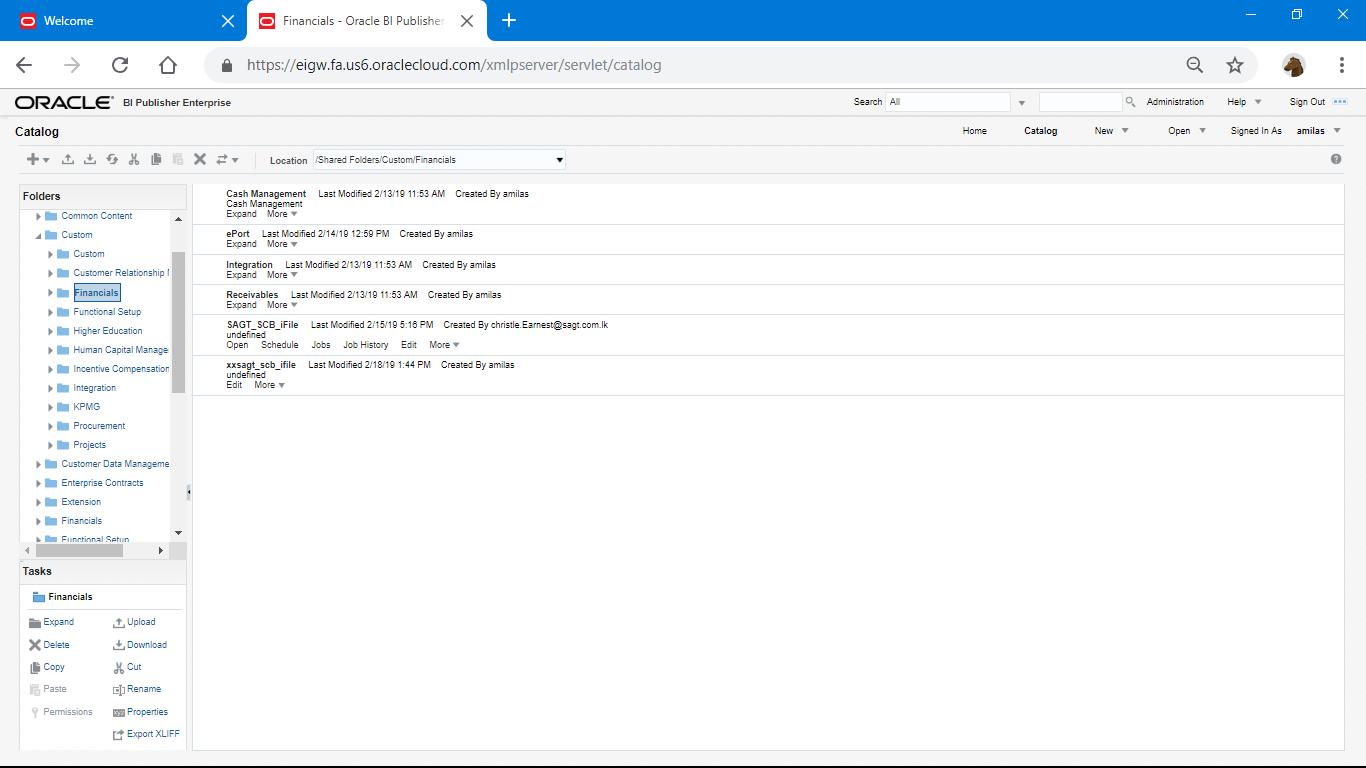 Welcome
Financials - Oracle BI Publisher
https://eigw.fa.us6.oraclecloud.com/xmlpserver/servlet/catalog
ORACLE BI Publisher Enterprise
Search All Administration Help Sign Out
Catalog Home Catalog New Open Signed In As amilas
Location /Shared Folders/Custom/Financials
Folders
Common Content
Custom
Custom
Customer Relationship
Financials
Functional Setup
Higher Education
Human Capital Manage
Incentive Compensation
Integration
KPMG
Procurement
Projects
Customer Data Manageme
Enterprise Contracts
Extension
Financials
Functional Setup
Tasks
Financials
Expand Upload
Delete Download
Copy Cut
Paste Rename
Permissions Properties
Export XLIFF
Cash Management Last Modified 2/13/19 11:53 AM Created By amilas
Cash Management
Expand More
ePort Last Modified 2/14/19 12:59 PM Created By amilas
Expand More
Integration Last Modified 2/13/19 11:53 AM Created By amilas
Expand More
Receivables Last Modified 2/13/19 11:53 AM Created By amilas
Expand More
SAGT_SCB_iFile Last Modified 2/15/19 5:16 PM Created By christle.Earnest@sagt.com.lk
undefined
Open Schedule Jobs Job History Edit More
xxsagt_scb_ifile Last Modified 2/18/19 1:44 PM Created By amilas
undefined
Edit More